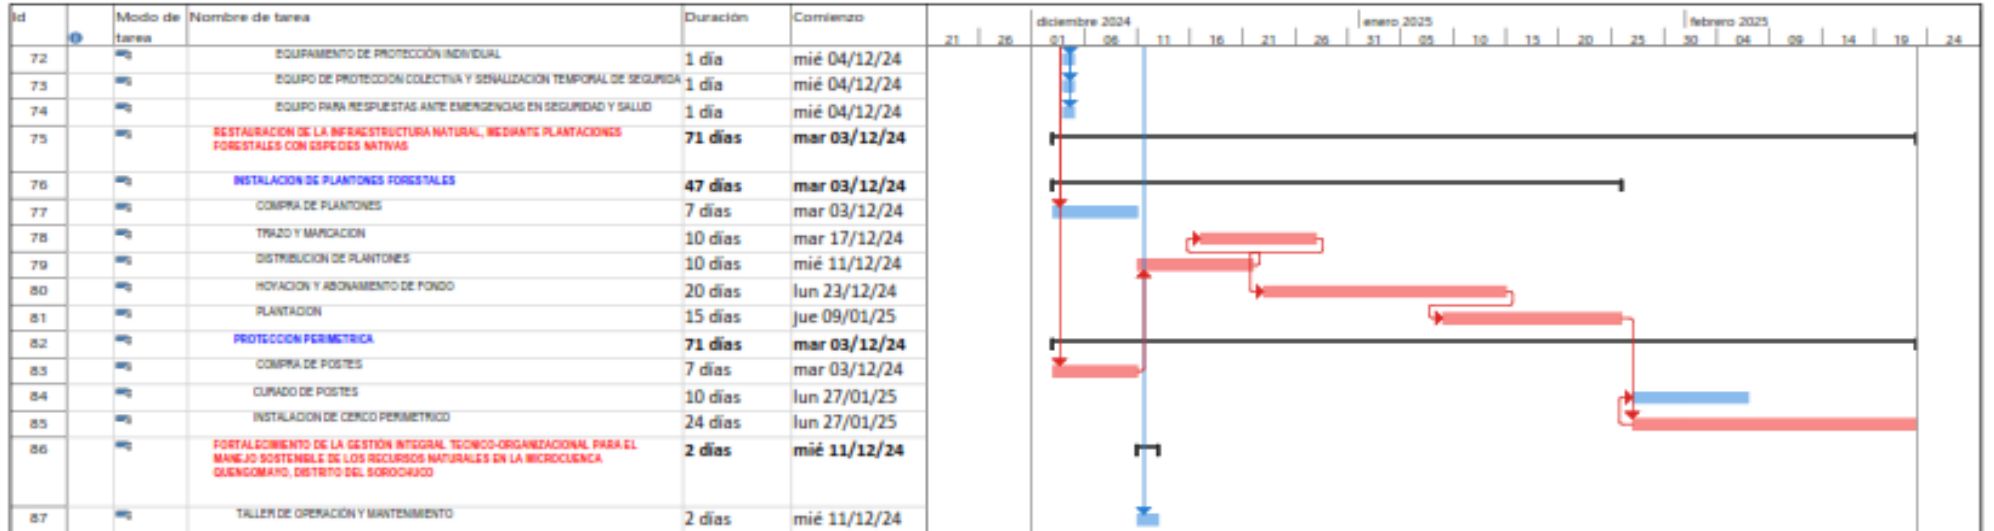 Id Modo de tarea Nombre de tarea Duración Comienzo
diciembre 2024 enero 2025 febrero 2025
21 26 01 06 11 16 21 26 31 05 10 15 20 25 30 04 09 14 19 24
72 EQUIPAMIENTO DE PROTECCIÓN INDIVIDUAL 1 día mié 04/12/24
73 EQUIPO DE PROTECCION COLECTIVA Y SEÑALIZACION TEMPORAL DE SEGURIDA 1 día mié 04/12/24
74 EQUIPO PARA RESPUESTAS ANTE EMERGENCIAS EN SEGURIDAD Y SALUD 1 día mié 04/12/24
75 RESTAURACION DE LA INFRAESTRUCTURA NATURAL, MEDIANTE PLANTACIONES 71 días mar 03/12/24
FORESTALES CON ESPECIES NATIVAS
76 INSTALACION DE PLANTONES FORESTALES 47 días mar 03/12/24
77 COMPRA DE PLANTONES 7 días mar 03/12/24
78 TRAZO Y MARCACION 10 días mar 17/12/24
79 DISTRIBUCION DE PLANTONES 10 días mié 11/12/24
80 HOYACION Y ABONAMIENTO DE FONDO 20 días lun 23/12/24
81 PLANTACION 15 días jue 09/01/25
82 PROTECCION PERIMETRICA 71 días mar 03/12/24
83 COMPRA DE POSTES 7 días mar 03/12/24
84 CURADO DE POSTES 10 días lun 27/01/25
85 INSTALACION DE CERCO PERIMETRICO 24 días lun 27/01/25
86 FORTALECIMIENTO DE LA GESTIÓN INTEGRAL TECNICO-ORGANIZACIONAL PARA EL 2 días mié 11/12/24
MANEJO SOSTENIBLE DE LOS RECURSOS NATURALES EN LA MICROCUENCA
QUENGOMAYO, DISTRITO DEL SOROCHUCO
87 TALLER DE OPERACIÓN Y MANTENIMIENTO 2 días mié 11/12/24